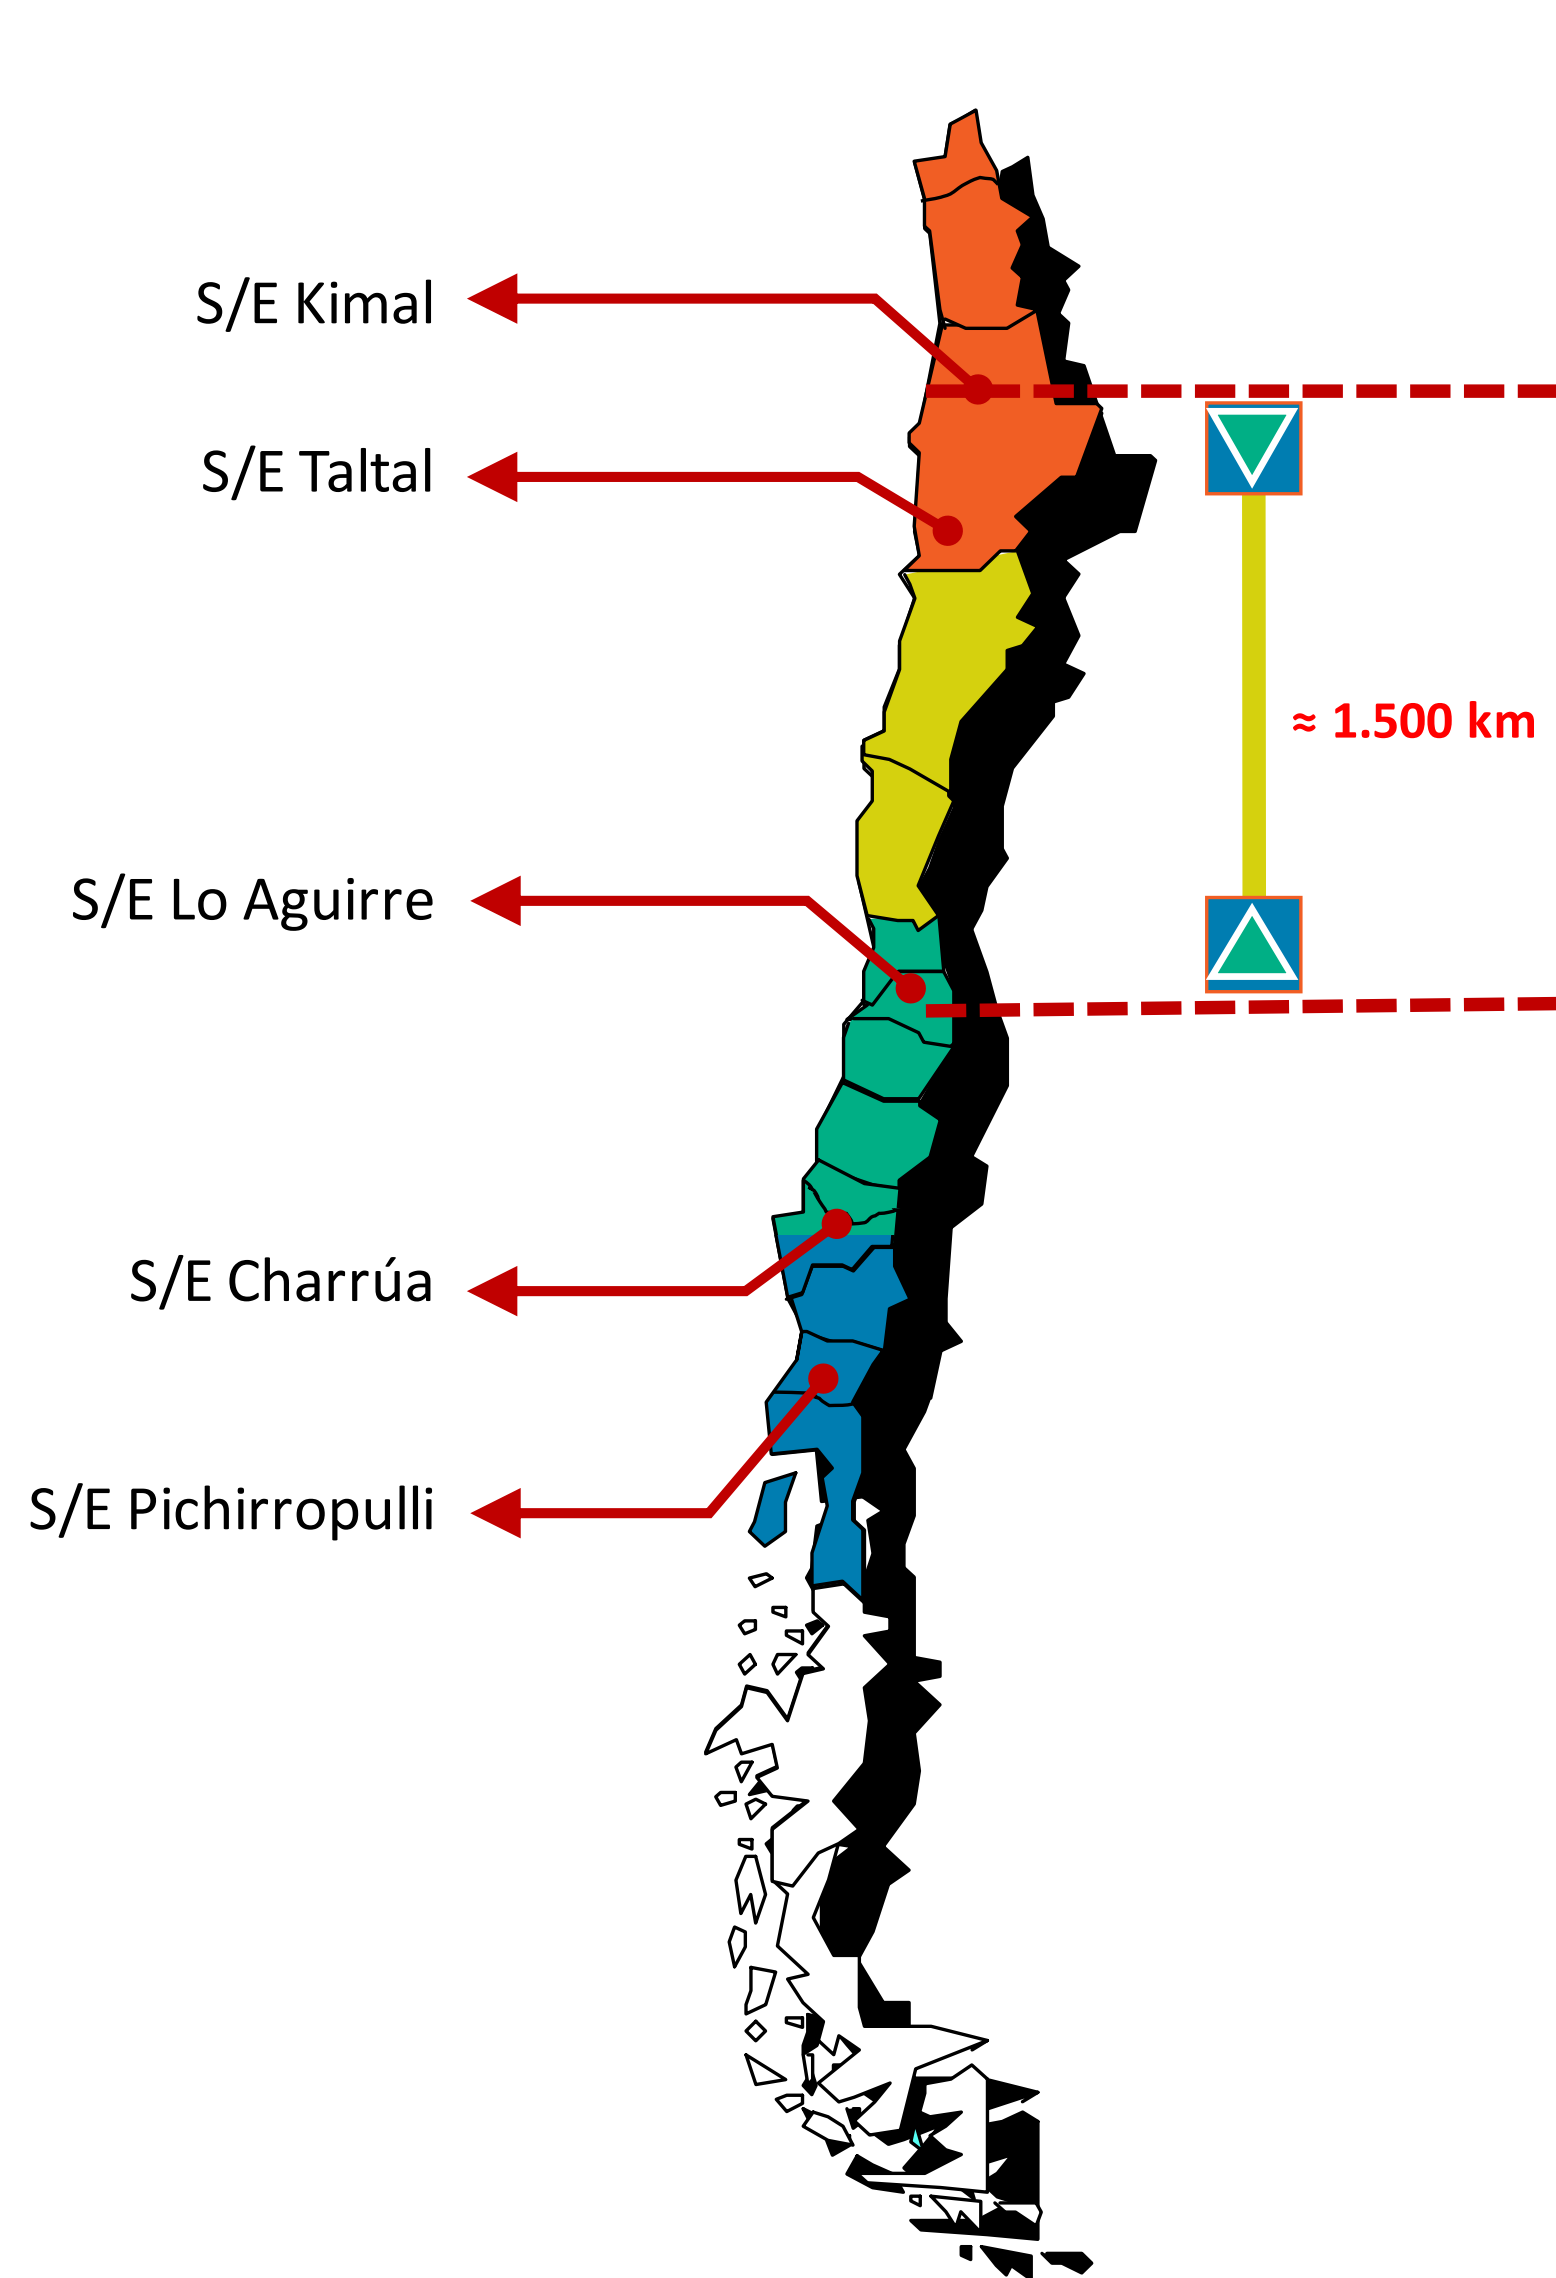 S/E Kimal
S/E Taltal
≈ 1.500 km
S/E Lo Aguirre
S/E Charrúa
S/E Pichirropulli